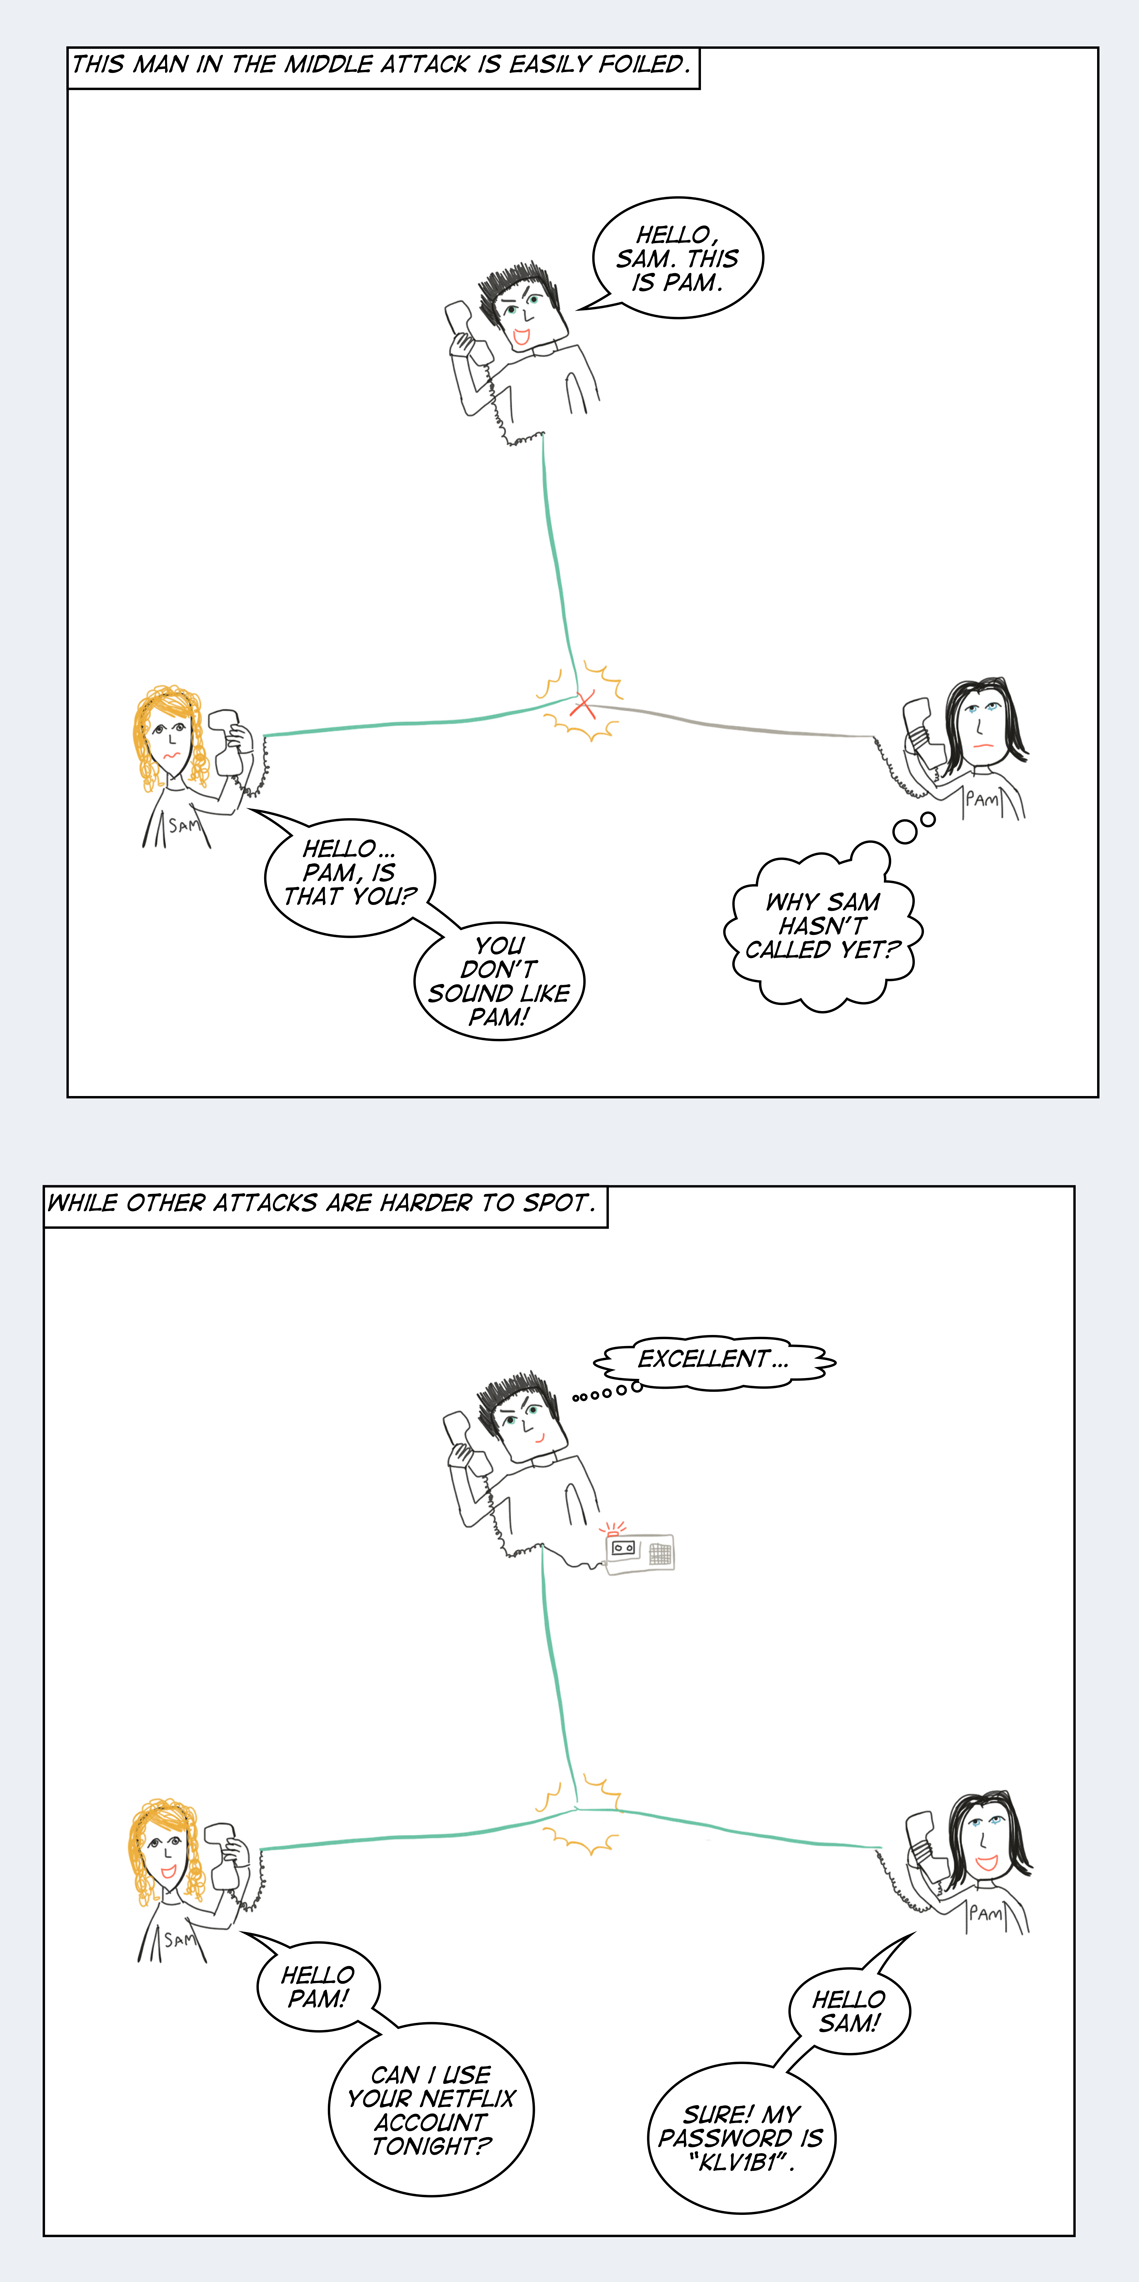 THIS MAN IN THE MIDDLE ATTACK IS EASILY FOILED.
HELLO,
SAM. THIS
IS PAM.
SAM
PAM
HELLO...
PAM, IS
THAT YOU?
YOU
DON'T
SOUND LIKE
PAM!
WHY SAM
HASN'T
CALLED YET?
WHILE OTHER ATTACKS ARE HARDER TO SPOT.
EXCELLENT...
SAM
PAM
HELLO
PAM!
CAN I USE
YOUR NETFLIX
ACCOUNT
TONIGHT?
HELLO
SAM!
SURE! MY
PASSWORD IS
"KLV1B1".